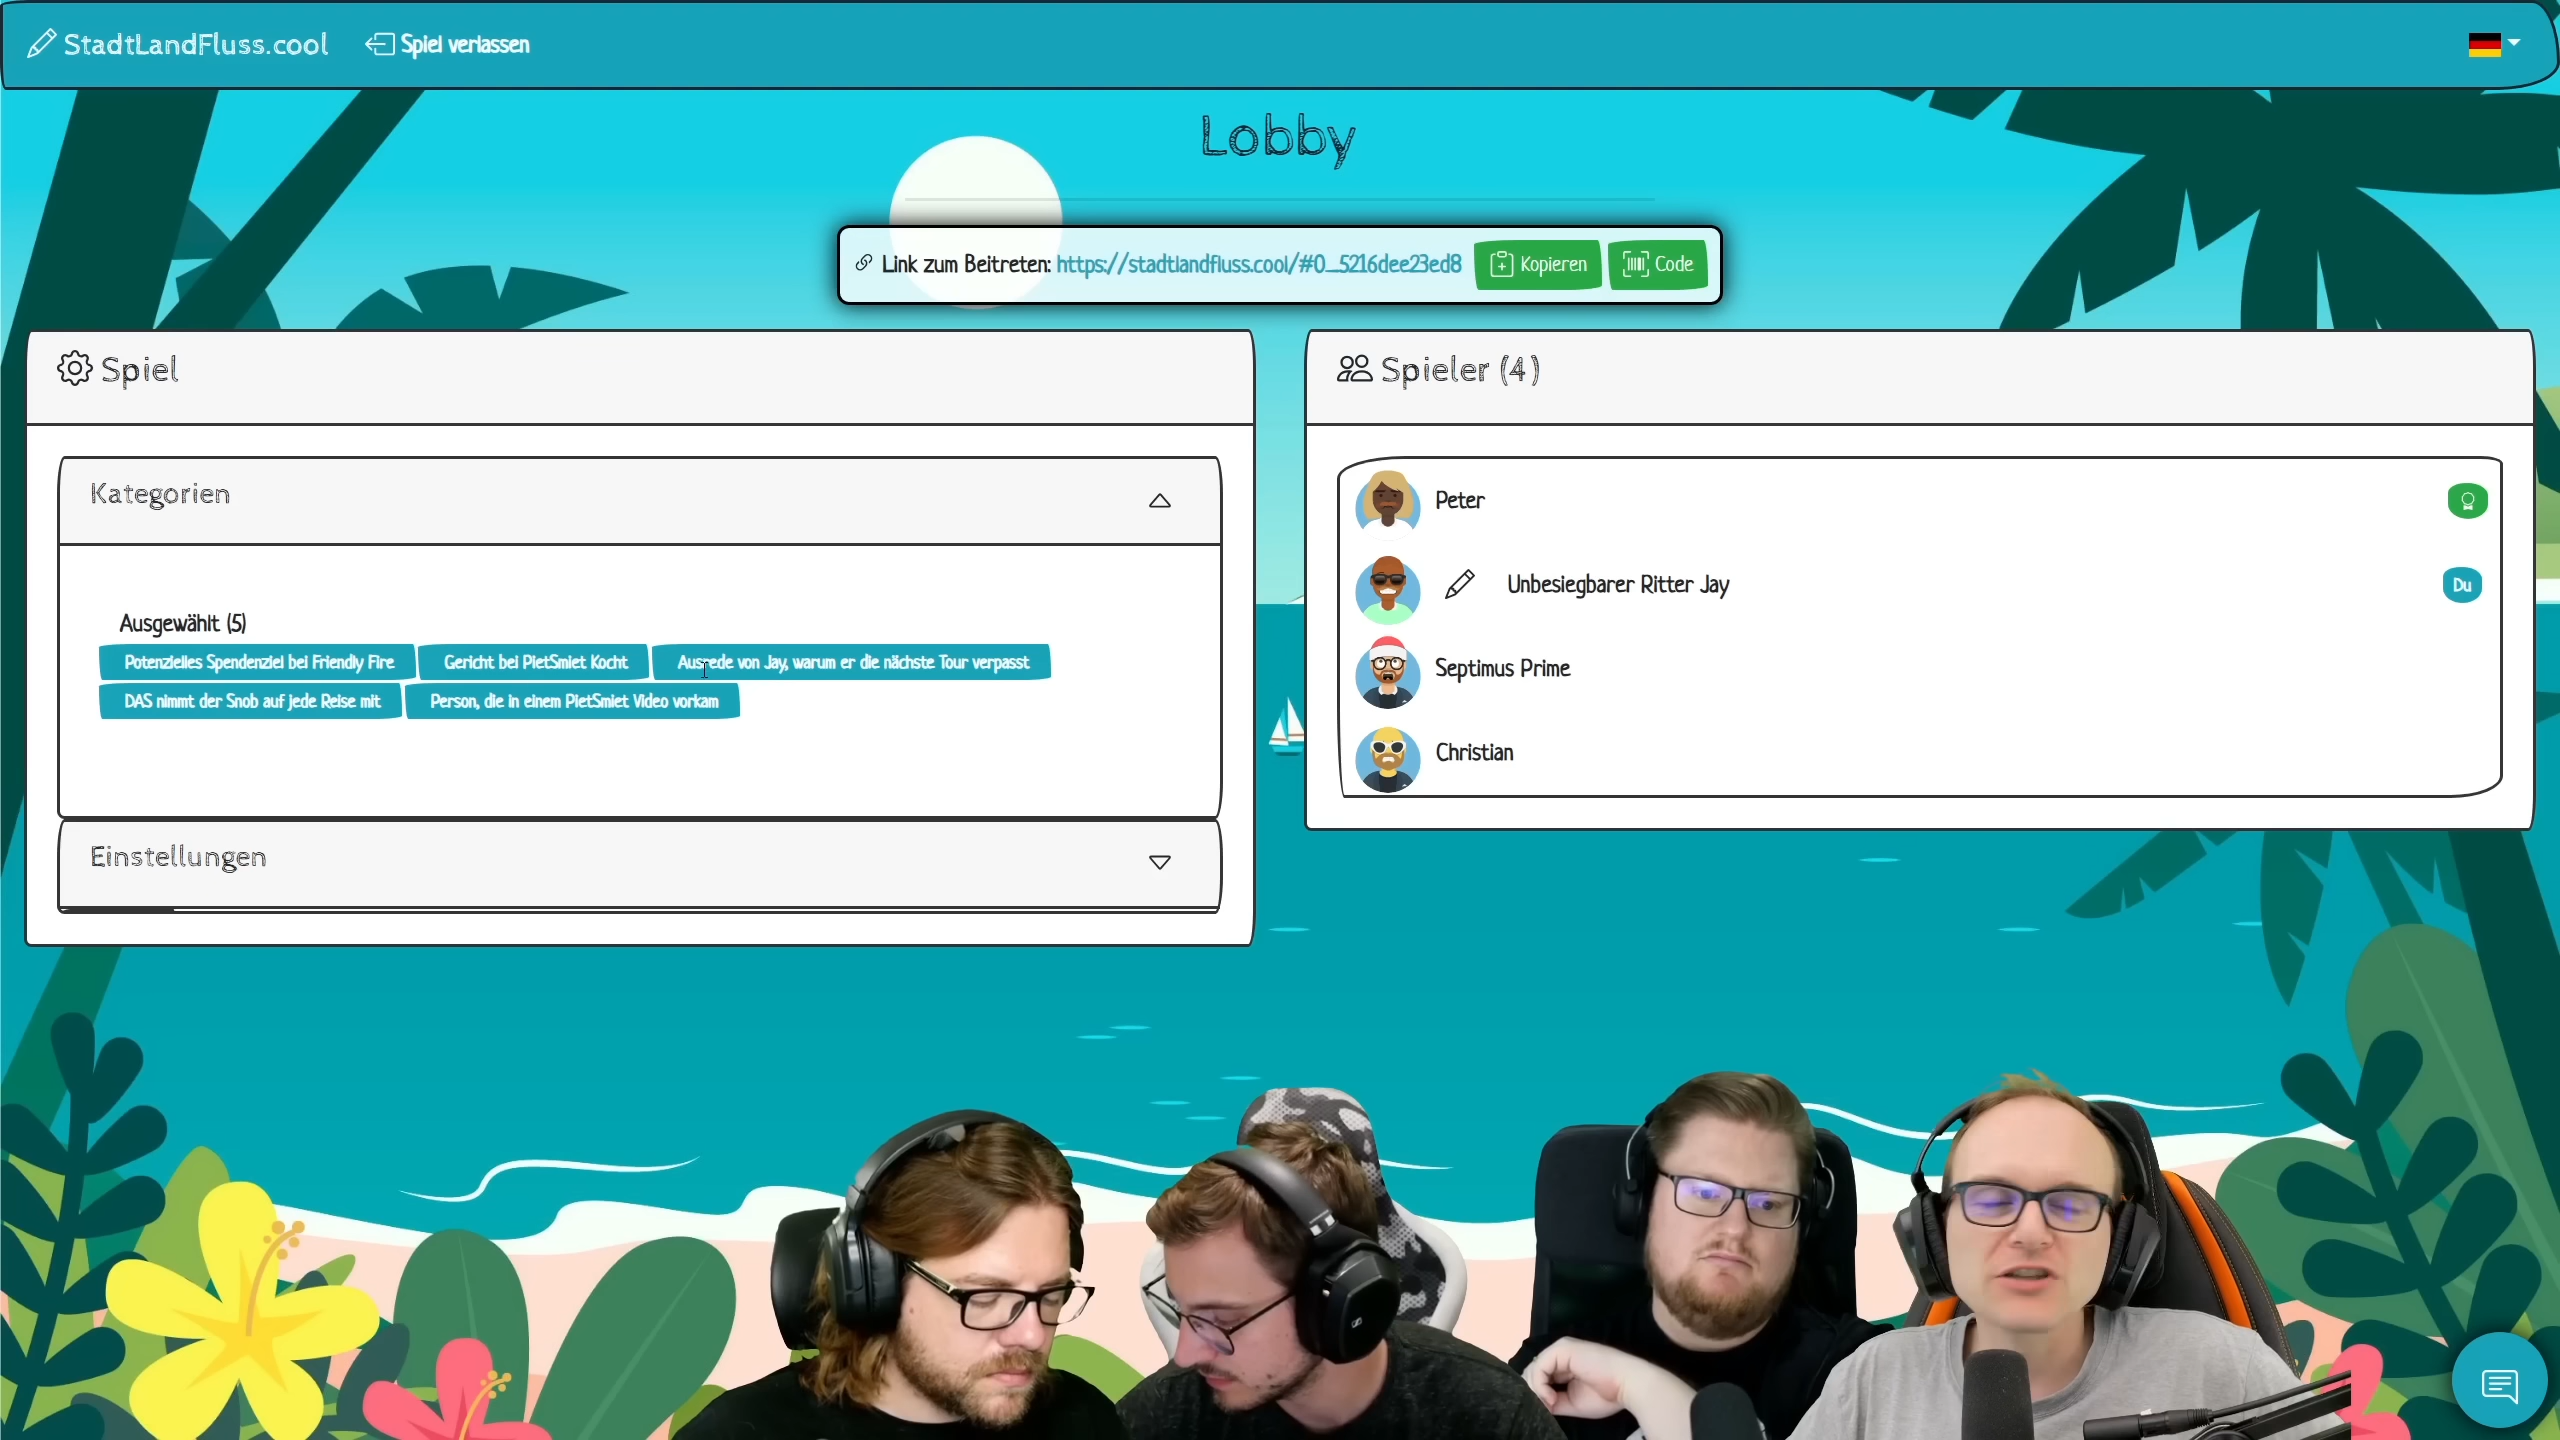 StadtLandFluss.cool Spiel verlassen
Lobby
Link zum Beitreten: https://stadtlandfluss.cool/#0_5216dee23ed8 Kopieren Code
Spiel
Kategorien
Ausgewählt (5)
Potenzielles Spendenziel bei Friendly Fire Gericht bei PietSmiet Kocht Ausrede von Jay, warum er die nächste Tour verpasst
DAS nimmt der Snob auf jede Reise mit Person, die in einem PietSmiet Video vorkam
Einstellungen
Spieler (4)
Peter
Unbesiegbarer Ritter Jay Du
Septimus Prime
Christian